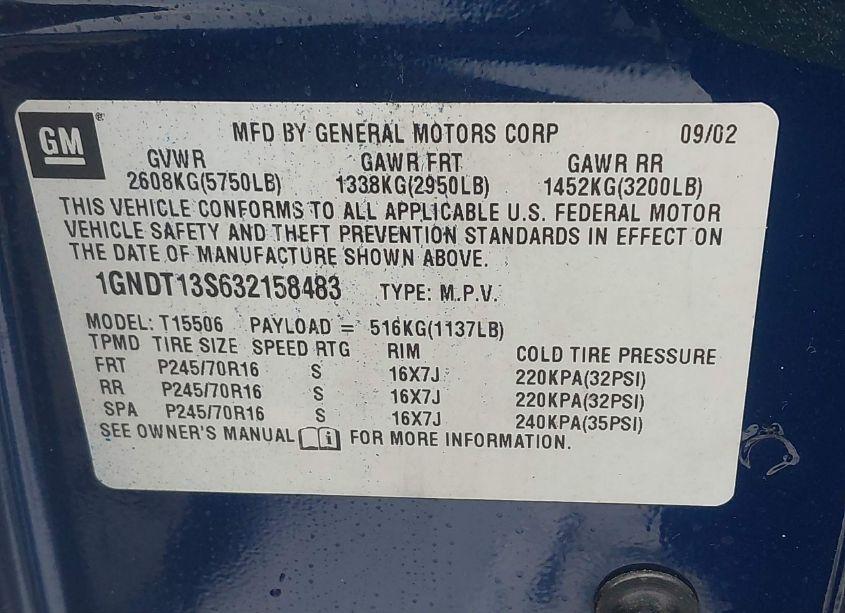 GM ®
MFD BY GENERAL MOTORS CORP 09/02
GVWR GAWR FRT GAWR RR
2608KG(5750LB) 1338KG(2950LB) 1452KG(3200LB)
THIS VEHICLE CONFORMS TO ALL APPLICABLE U.S. FEDERAL MOTOR
VEHICLE SAFETY AND THEFT PREVENTION STANDARDS IN EFFECT ON
THE DATE OF MANUFACTURE SHOWN ABOVE.
1GNDT13S632158483 TYPE: M.P.V.
MODEL: T15506 PAYLOAD = 516KG(1137LB)
TPMD TIRE SIZE SPEED RTG RIM COLD TIRE PRESSURE
FRT P245/70R16 S 16X7J 220KPA(32PSI)
RR P245/70R16 S 16X7J 220KPA(32PSI)
SPA P245/70R16 S 16X7J 240KPA(35PSI)
SEE OWNER'S MANUAL i FOR MORE INFORMATION.